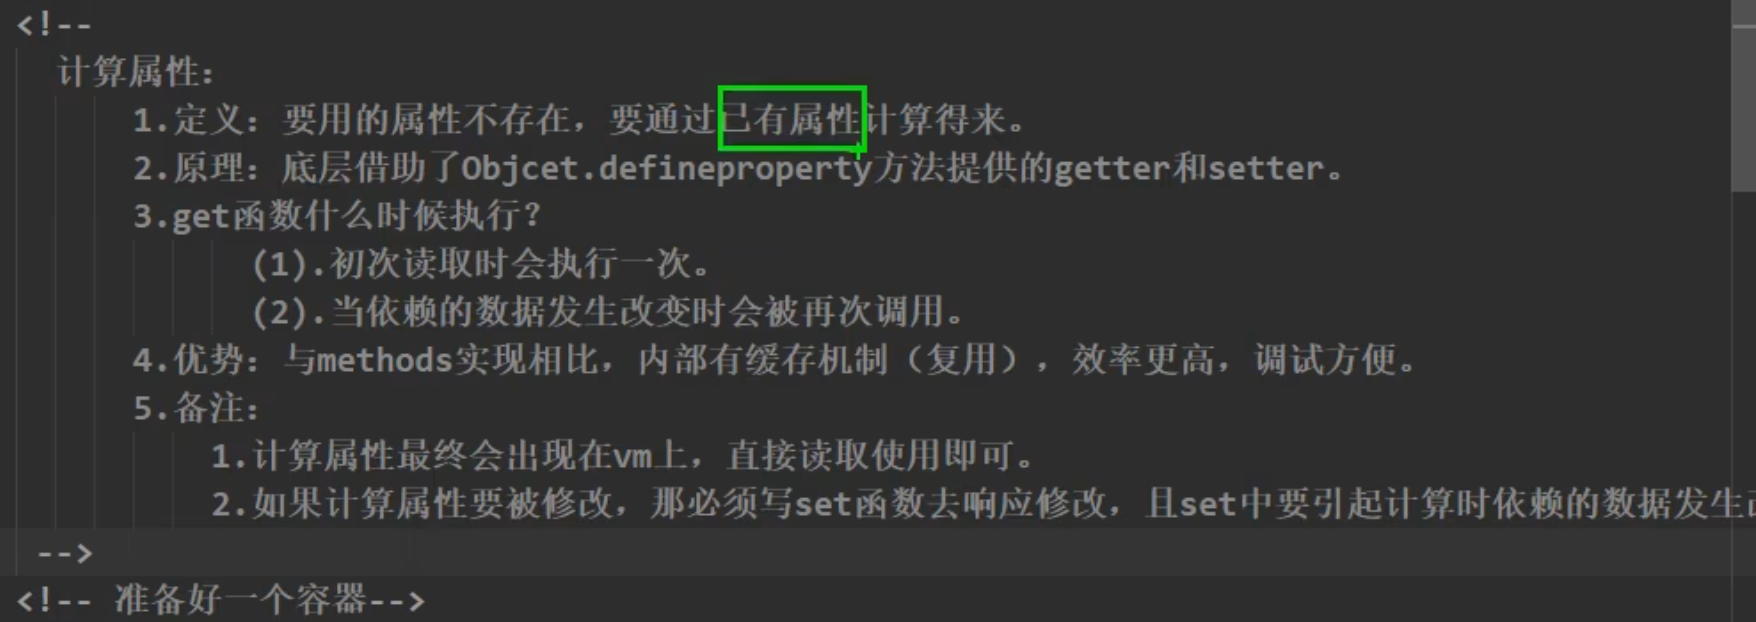 <!--
计算属性：
1.定义：要用的属性不存在，要通过已有属性计算得来。
2.原理：底层借助了Objcet.defineproperty方法提供的getter和setter。
3.get函数什么时候执行？
(1).初次读取时会执行一次。
(2).当依赖的数据发生改变时会被再次调用。
4.优势：与methods实现相比，内部有缓存机制（复用），效率更高，调试方便。
5.备注：
1.计算属性最终会出现在vm上，直接读取使用即可。
2.如果计算属性要被修改，那必须写set函数去响应修改，且set中要引起计算时依赖的数据发生
-->
<!-- 准备好一个容器-->